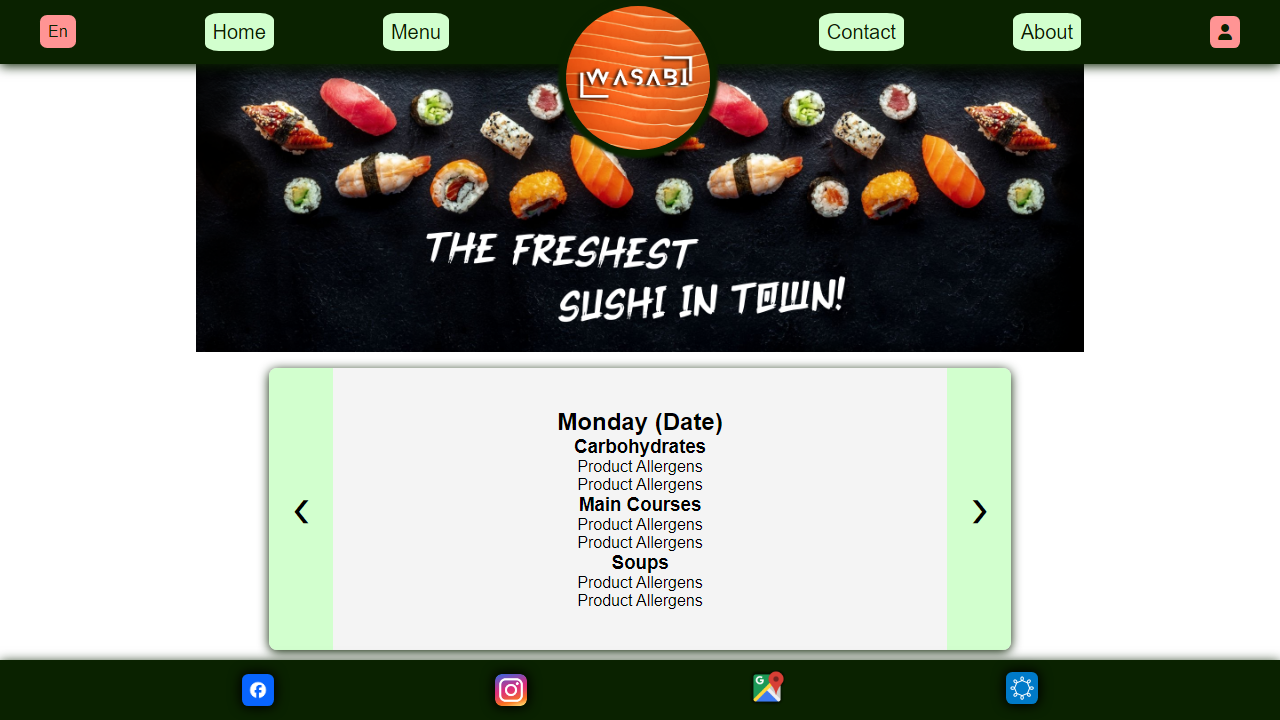 En
Home
Menu
WASABI
Contact
About
THE FRESHEST
SUSHI IN TOWN!
Monday (Date)
Carbohydrates
Product Allergens
Product Allergens
Main Courses
Product Allergens
Product Allergens
Soups
Product Allergens
Product Allergens
G